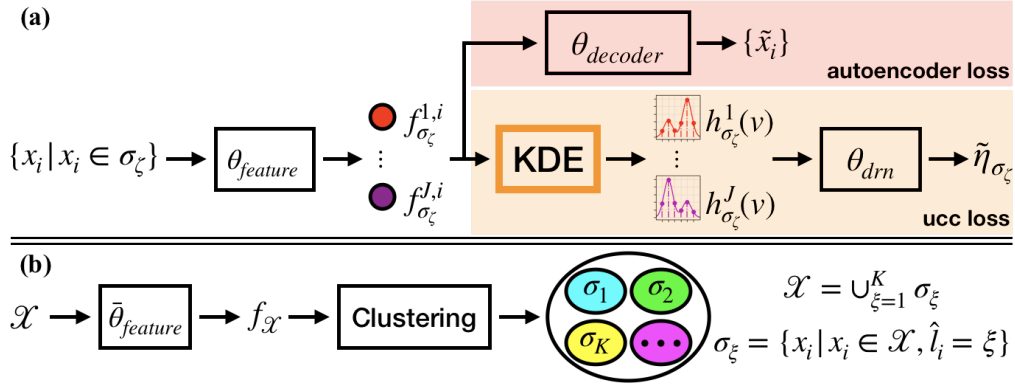 (a)
θ_decoder
{x̃_i}
autoencoder loss
{x_i | x_i ∈ σ_ζ}
θ_feature
f^{1,i}_{σ_ζ}
⋮
f^{J,i}_{σ_ζ}
KDE
h^1_{σ_ζ}(v)
⋮
h^J_{σ_ζ}(v)
θ_drn
η̃_{σ_ζ}
ucc loss
(b)
𝒳
θ̄_feature
f_𝒳
Clustering
σ_1
σ_2
σ_K
•••
𝒳 = ∪^K_{ξ=1} σ_ξ
σ_ξ = {x_i | x_i ∈ 𝒳, l̂_i = ξ}